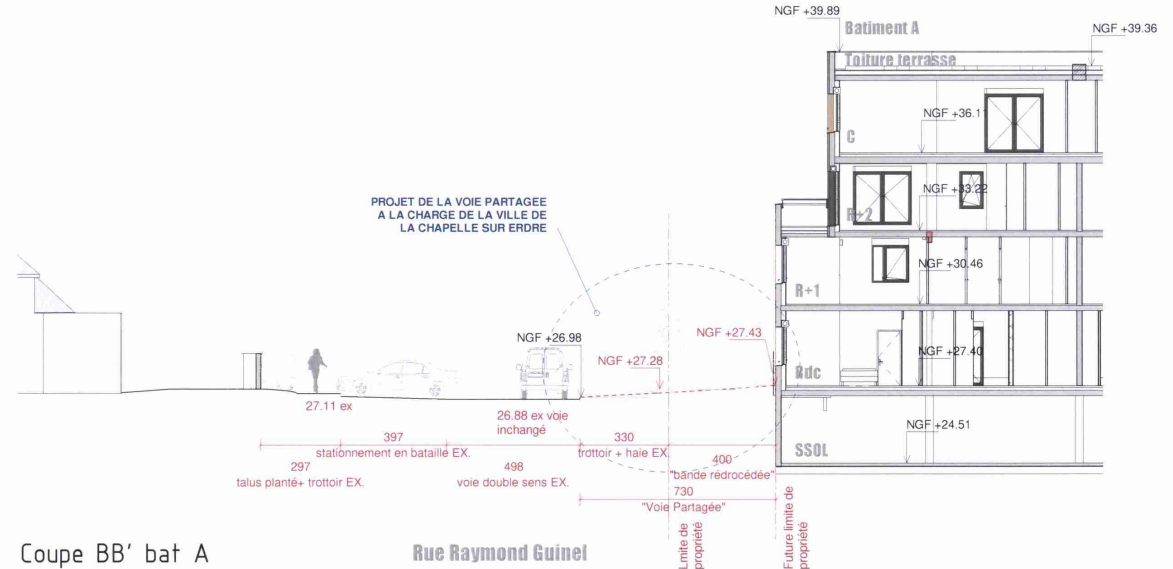 NGF +39.89
Batiment A
NGF +39.36
Toiture terrasse
NGF +36.11
C
PROJET DE LA VOIE PARTAGEE
A LA CHARGE DE LA VILLE DE
LA CHAPELLE SUR ERDRE
NGF +33.22
R+2
NGF +30.46
R+1
NGF +26.98
NGF +27.43
NGF +27.28
NGF +27.40
Rdc
27.11 ex
26.88 ex voie
inchangé
NGF +24.51
SSOL
397
stationnement en bataille EX.
330
trottoir + haie EX.
400
"bande rédrocédée"
297
talus planté+ trottoir EX.
498
voie double sens EX.
730
"Voie Partagée"
Lmite de
propriété
Future limite de
propriété
Coupe BB' bat A
Rue Raymond Guinel